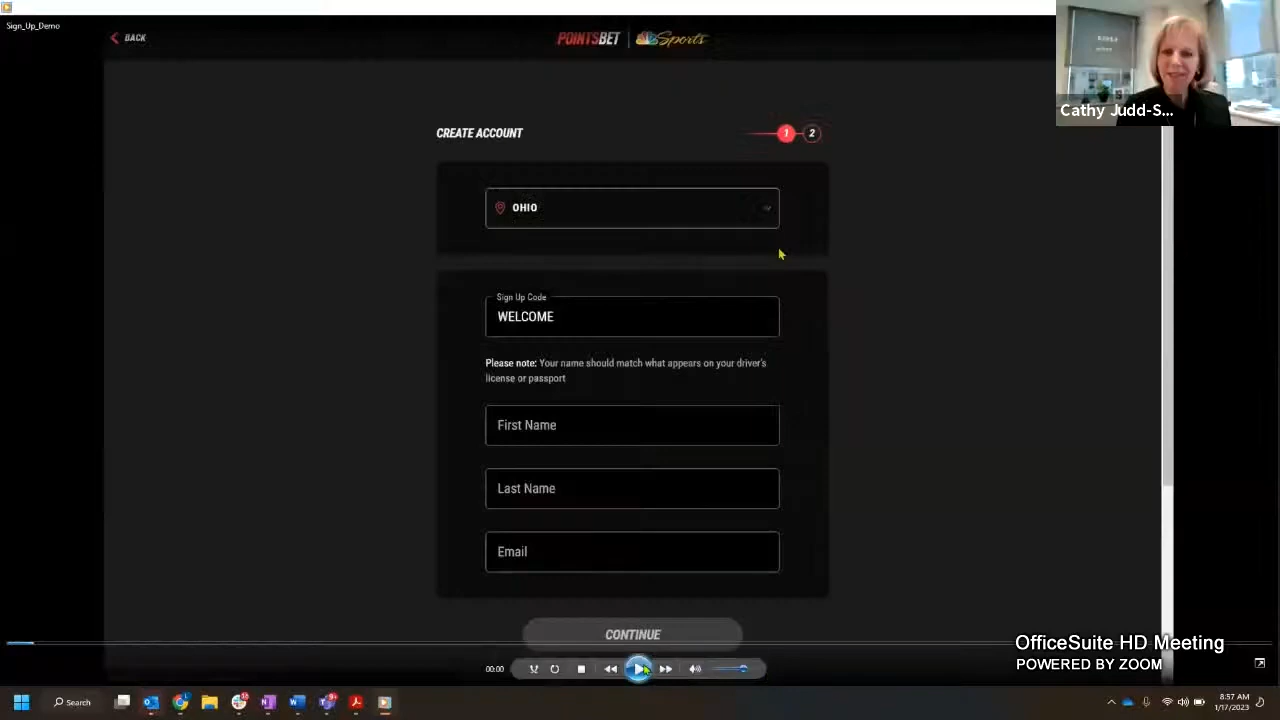 Sign_Up_Demo
BACK
POINTSBET | NBC Sports
Cathy Judd-S...
CREATE ACCOUNT
1 2
OHIO
Sign Up Code
WELCOME
Please note: Your name should match what appears on your driver's
license or passport
First Name
Last Name
Email
CONTINUE
OfficeSuite HD Meeting
POWERED BY ZOOM
00:00
Search
8:57 AM
1/17/2023